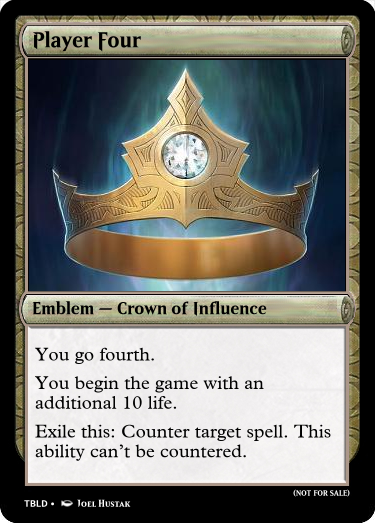 Player Four
Emblem — Crown of Influence
You go fourth.
You begin the game with an
additional 10 life.
Exile this: Counter target spell. This
ability can't be countered.
(NOT FOR SALE)
TBLD • Joel Hustak